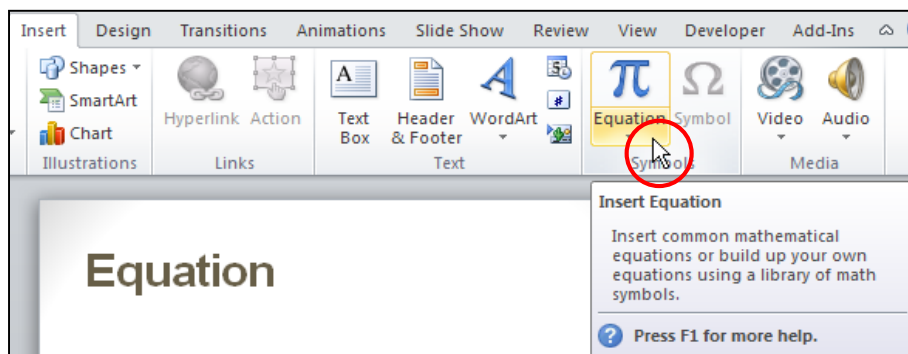 Insert Design Transitions Animations Slide Show Review View Developer Add-Ins
Shapes
SmartArt
Chart
Illustrations
Hyperlink Action
Links
Text Box
Header & Footer
WordArt
Text
Equation Symbol
Symbols
Video Audio
Media
Equation
Insert Equation
Insert common mathematical
equations or build up your own
equations using a library of math
symbols.
Press F1 for more help.